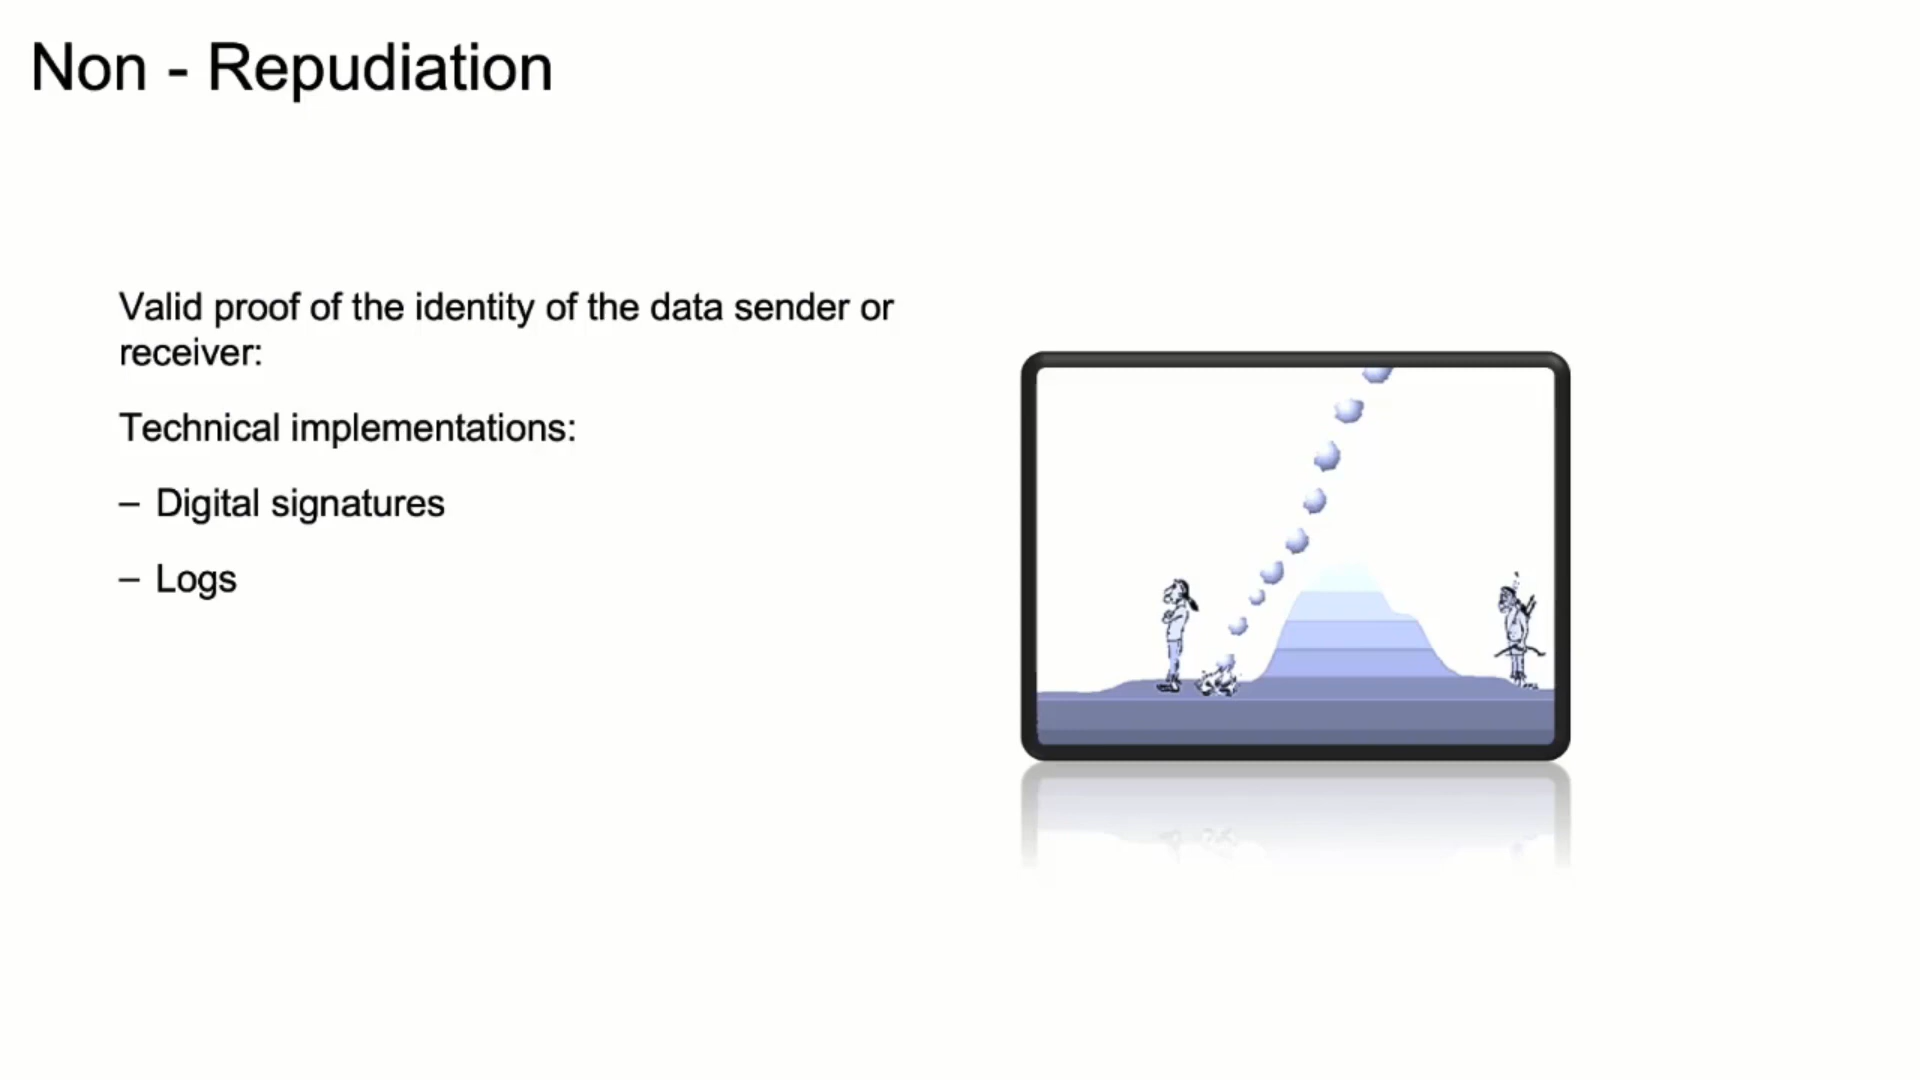 Non - Repudiation
Valid proof of the identity of the data sender or
receiver:
Technical implementations:
– Digital signatures
– Logs